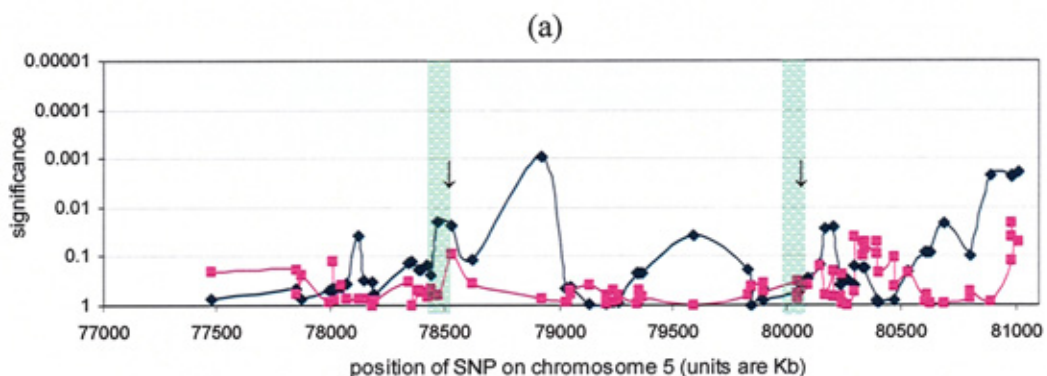 (a)
0.00001
0.0001
0.001
0.01
0.1
1
significance
77000 77500 78000 78500 79000 79500 80000 80500 81000
position of SNP on chromosome 5 (units are Kb)